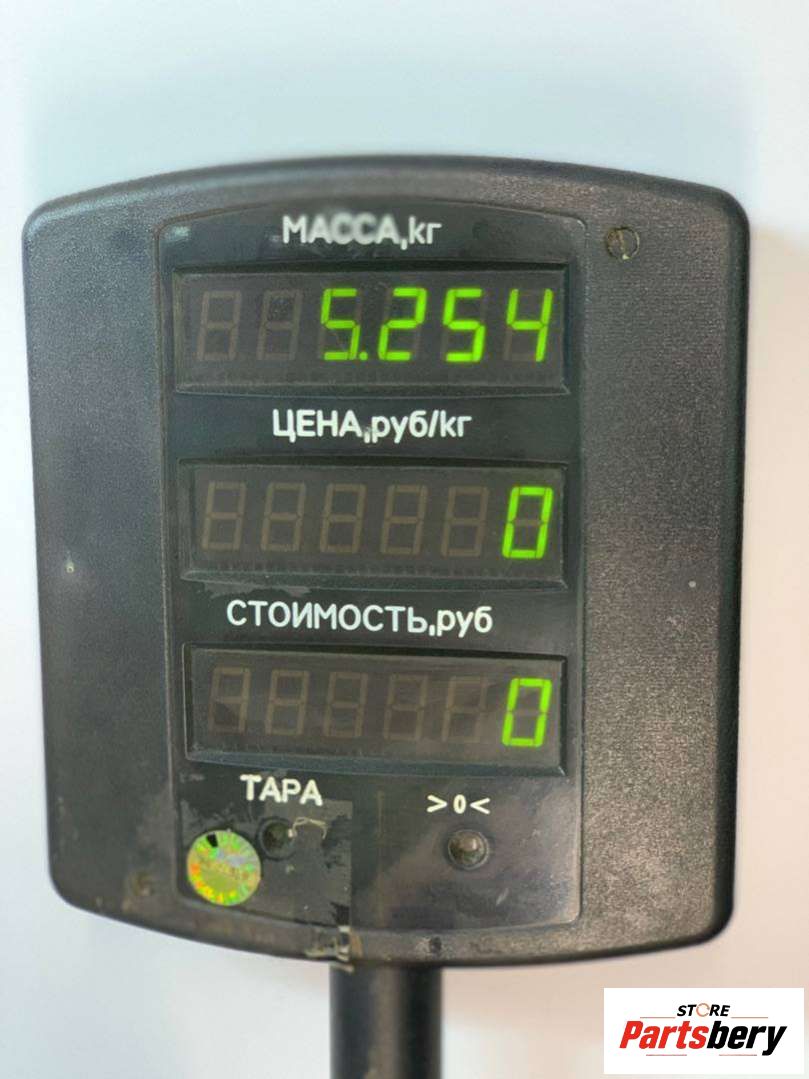 МАССА,кг
5.254
ЦЕНА,руб/кг
0
СТОИМОСТЬ,руб
0
ТАРА
>0<
STORE
Partsbery